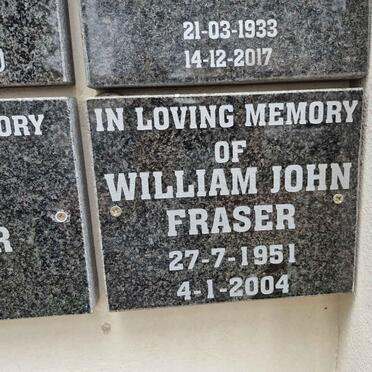 21-03-1933
14-12-2017
ORY
R
IN LOVING MEMORY
OF
WILLIAM JOHN
FRASER
27-7-1951
4-1-2004